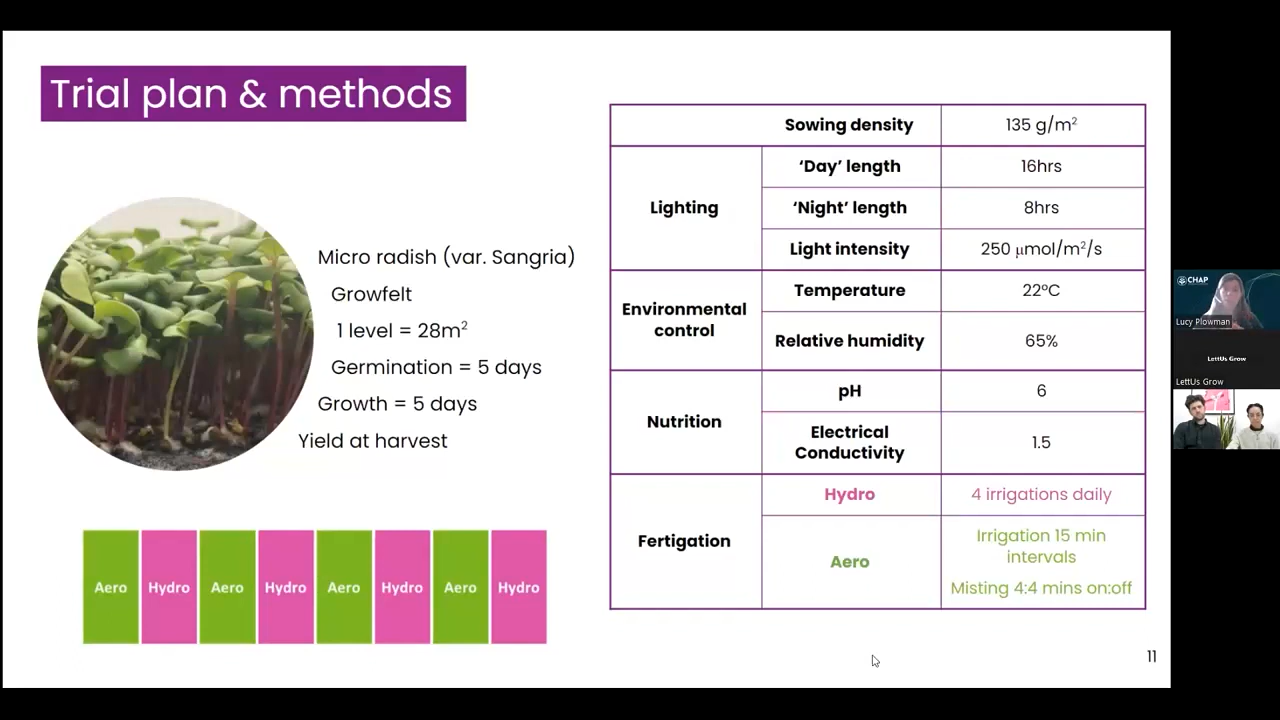 Trial plan & methods
Micro radish (var. Sangria)
Growfelt
1 level = 28m²
Germination = 5 days
Growth = 5 days
Yield at harvest
Aero Hydro Aero Hydro Aero Hydro Aero Hydro
Sowing density 135 g/m²
Lighting
‘Day’ length 16hrs
‘Night’ length 8hrs
Light intensity 250 μmol/m²/s
Environmental
control
Temperature 22ºC
Relative humidity 65%
Nutrition
pH 6
Electrical
Conductivity
1.5
Fertigation
Hydro 4 irrigations daily
Aero
Irrigation 15 min
intervals
Misting 4:4 mins on:off
11
CHAP
Lucy Plowman
LettUs Grow
LettUs Grow